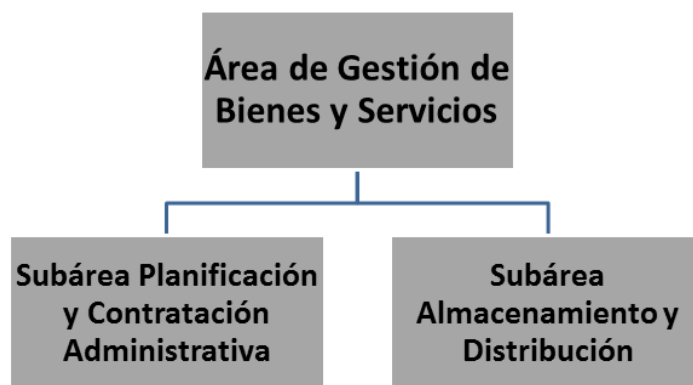 Área de Gestión de
Bienes y Servicios
Subárea Planificación
y Contratación
Administrativa
Subárea
Almacenamiento y
Distribución